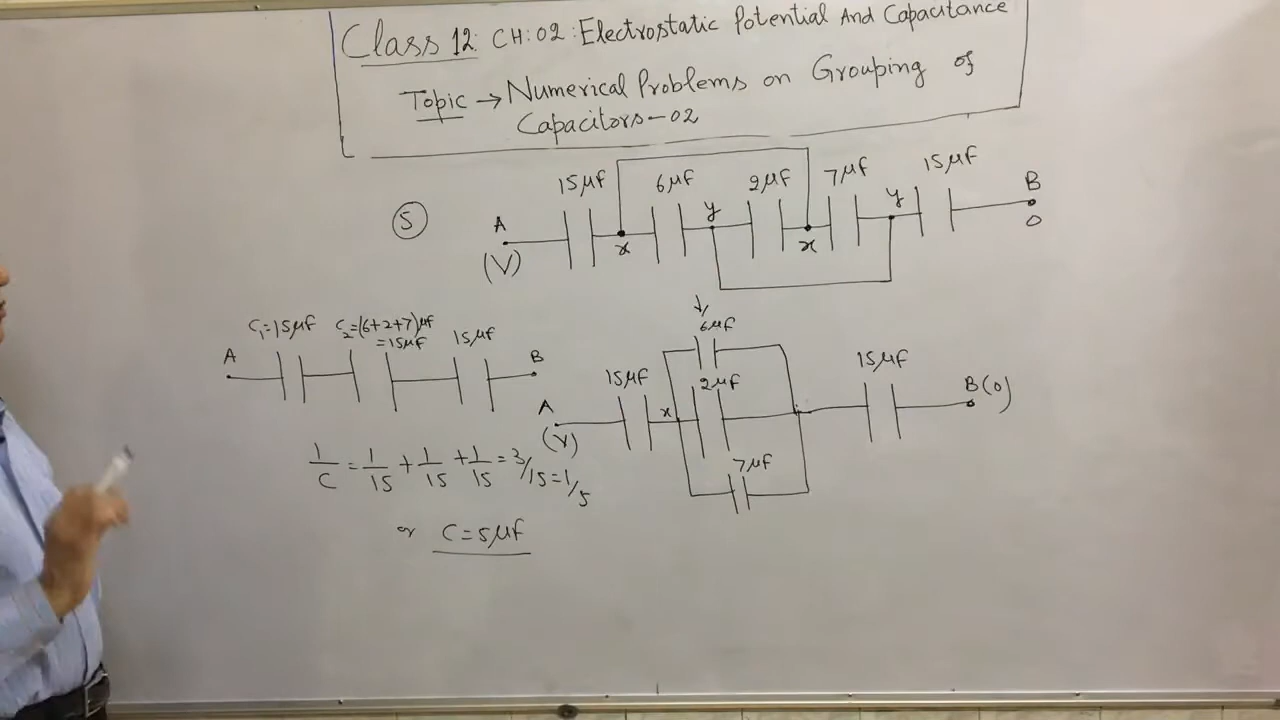 Class 12: CH:02: Electrostatic Potential And Capacitance
Topic → Numerical Problems on Grouping of
Capacitors-02
5
15μf 6μf 2μf 7μf 15μf
A x y x y B
(V) 0
C₁=15μf C₂=(6+2+7)μf 15μf
=15μf
A B
1/C = 1/15 + 1/15 + 1/15 = 3/15 = 1/5
or C=5μf
6μf
15μf 2μf 15μf
A x B(0)
(V)
7μf